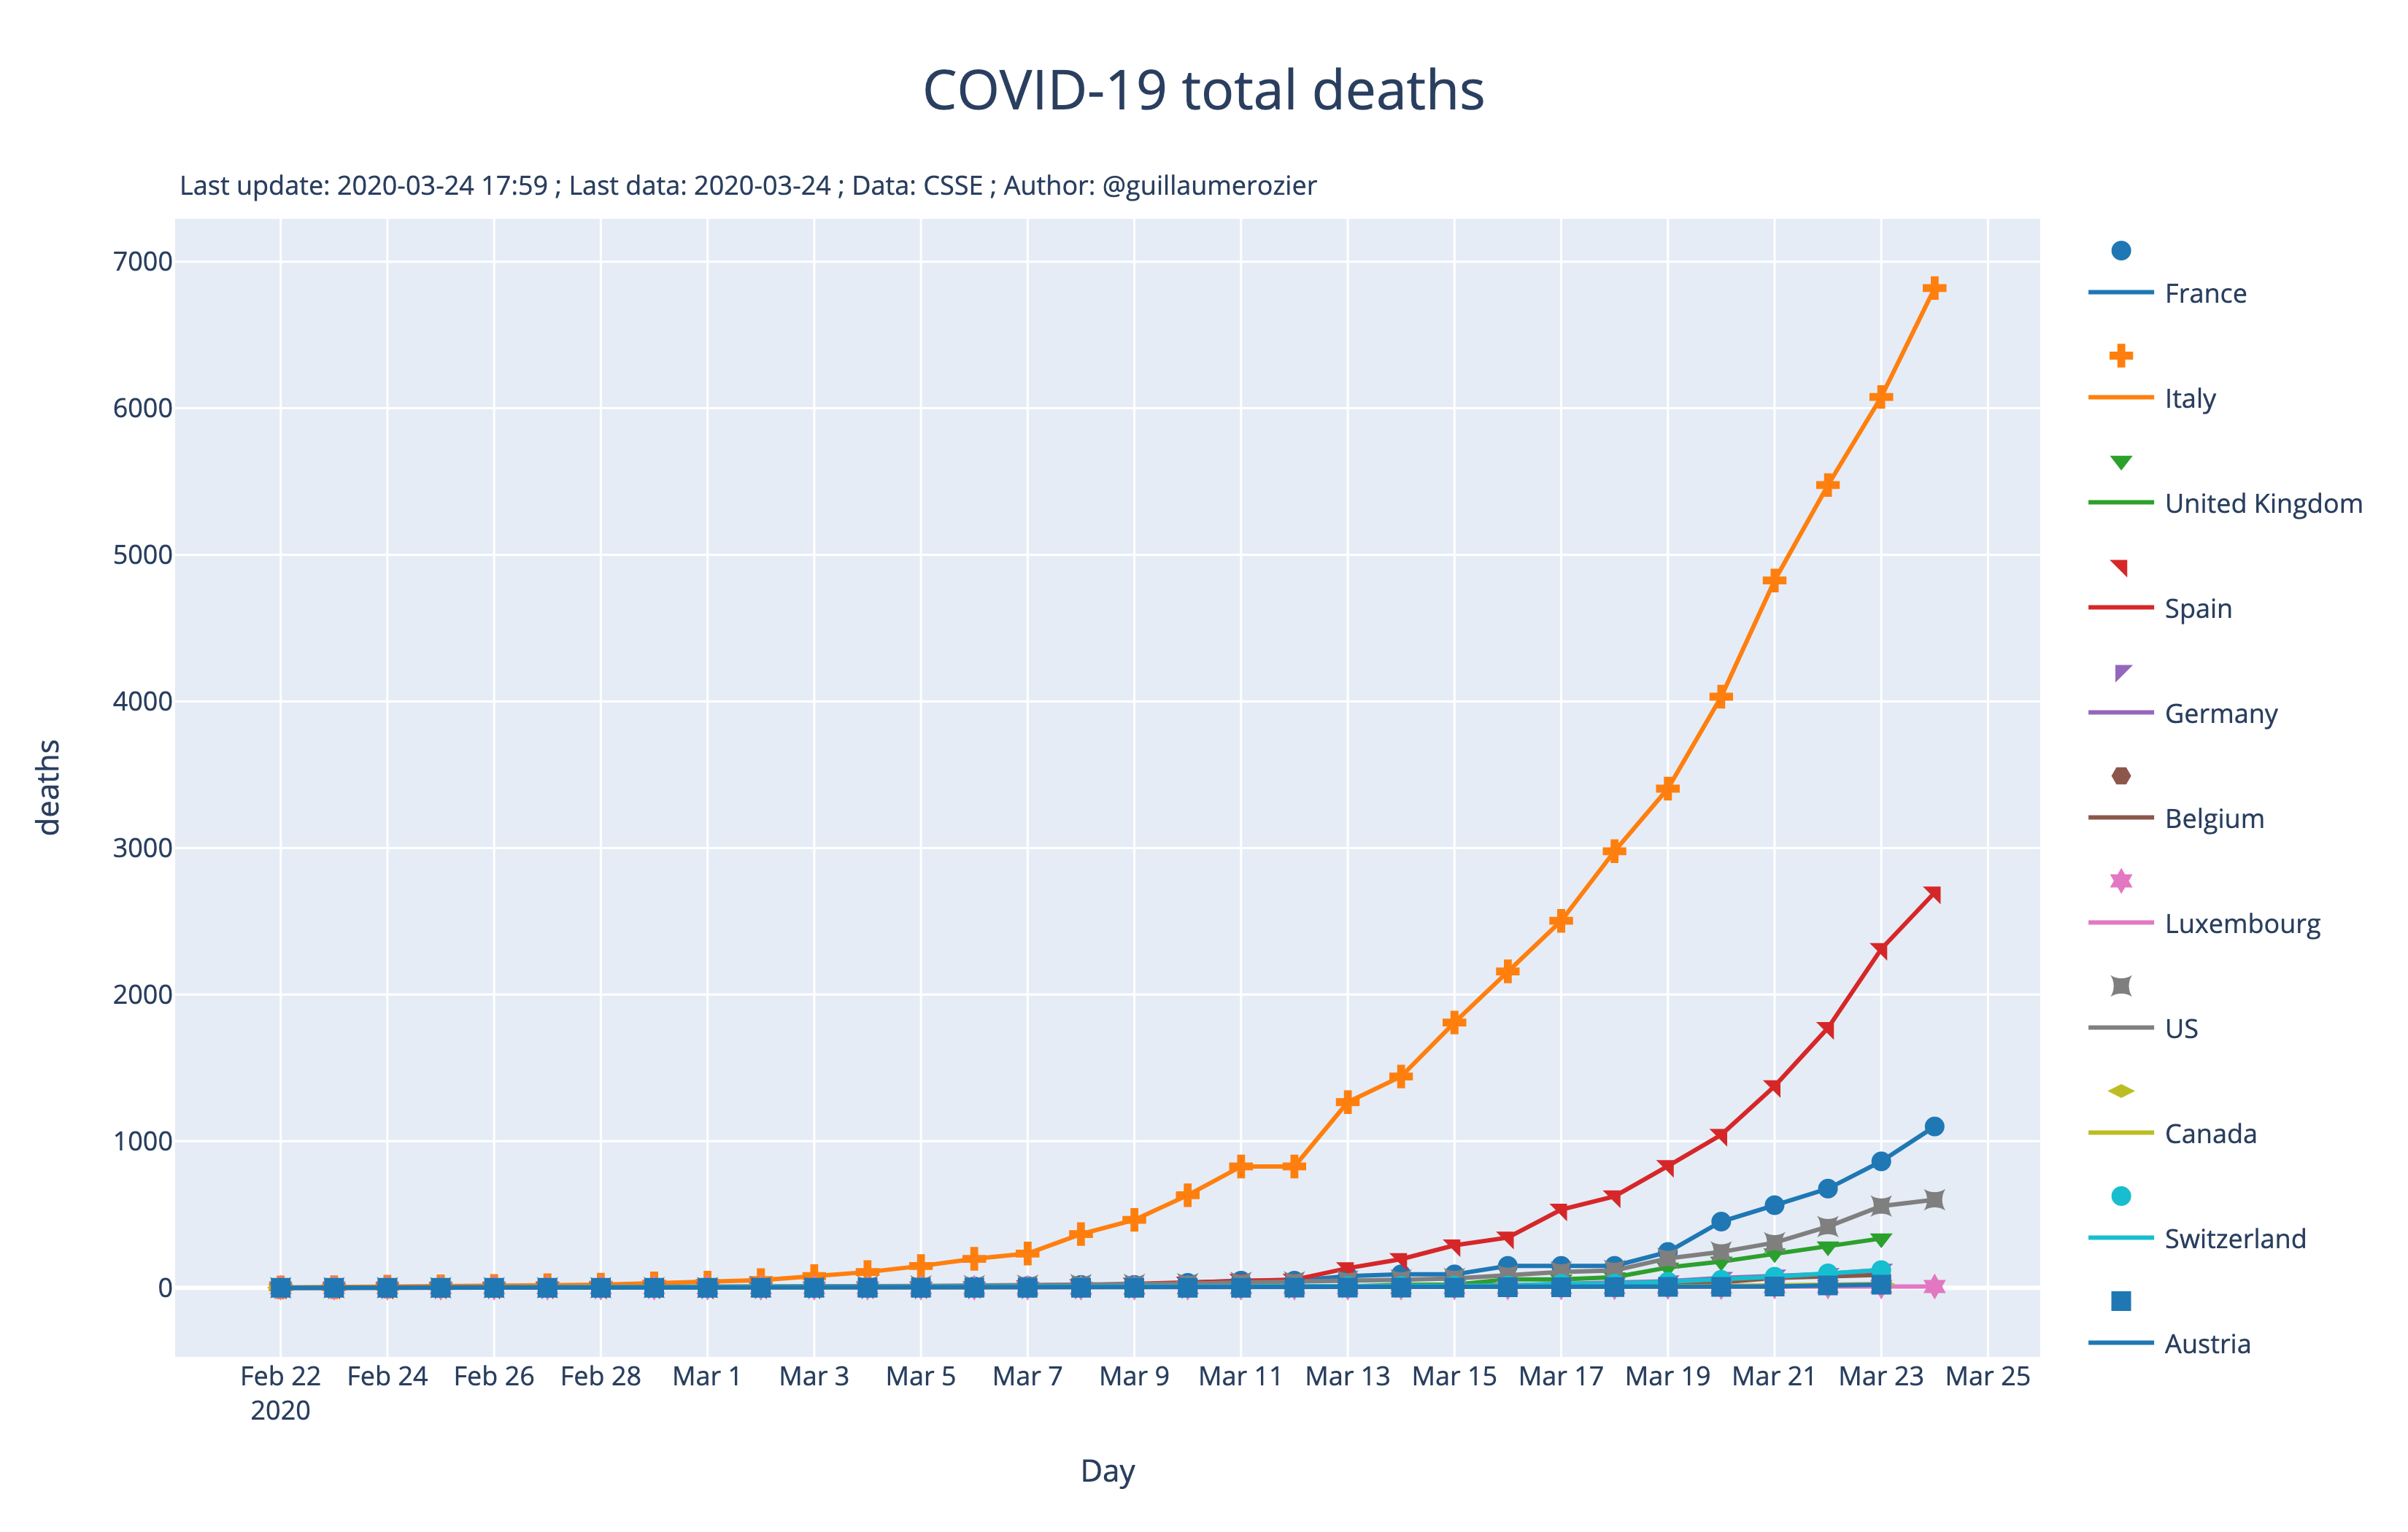 COVID-19 total deaths
Last update: 2020-03-24 17:59 ; Last data: 2020-03-24 ; Data: CSSE ; Author: @guillaumerozier
7000
6000
5000
4000
3000
2000
1000
0
deaths
Feb 22 Feb 24 Feb 26 Feb 28 Mar 1 Mar 3 Mar 5 Mar 7 Mar 9 Mar 11 Mar 13 Mar 15 Mar 17 Mar 19 Mar 21 Mar 23 Mar 25
2020
Day
France
Italy
United Kingdom
Spain
Germany
Belgium
Luxembourg
US
Canada
Switzerland
Austria